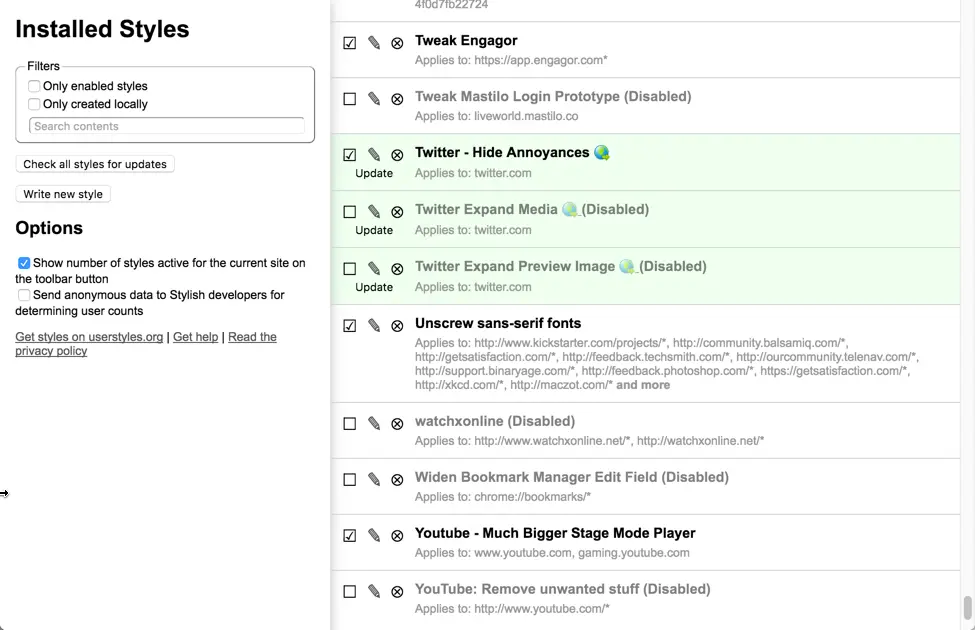 Installed Styles
Filters
Only enabled styles
Only created locally
Search contents
Check all styles for updates
Write new style
Options
Show number of styles active for the current site on
the toolbar button
Send anonymous data to Stylish developers for
determining user counts
Get styles on userstyles.org | Get help | Read the
privacy policy
4f0d7fb22724
Tweak Engagor
Applies to: https://app.engagor.com*
Tweak Mastilo Login Prototype (Disabled)
Applies to: liveworld.mastilo.co
Twitter - Hide Annoyances
Update
Applies to: twitter.com
Twitter Expand Media (Disabled)
Update
Applies to: twitter.com
Twitter Expand Preview Image (Disabled)
Update
Applies to: twitter.com
Unscrew sans-serif fonts
Applies to: http://www.kickstarter.com/projects/*, http://community.balsamiq.com/*,
http://getsatisfaction.com/*, http://feedback.techsmith.com/*, http://ourcommunity.telenav.com/*,
http://support.binaryage.com/*, http://feedback.photoshop.com/*, https://getsatisfaction.com/*,
http://xkcd.com/*, http://maczot.com/* and more
watchxonline (Disabled)
Applies to: http://www.watchxonline.net/*, http://watchxonline.net/*
Widen Bookmark Manager Edit Field (Disabled)
Applies to: chrome://bookmarks/*
Youtube - Much Bigger Stage Mode Player
Applies to: www.youtube.com, gaming.youtube.com
YouTube: Remove unwanted stuff (Disabled)
Applies to: http://www.youtube.com/*